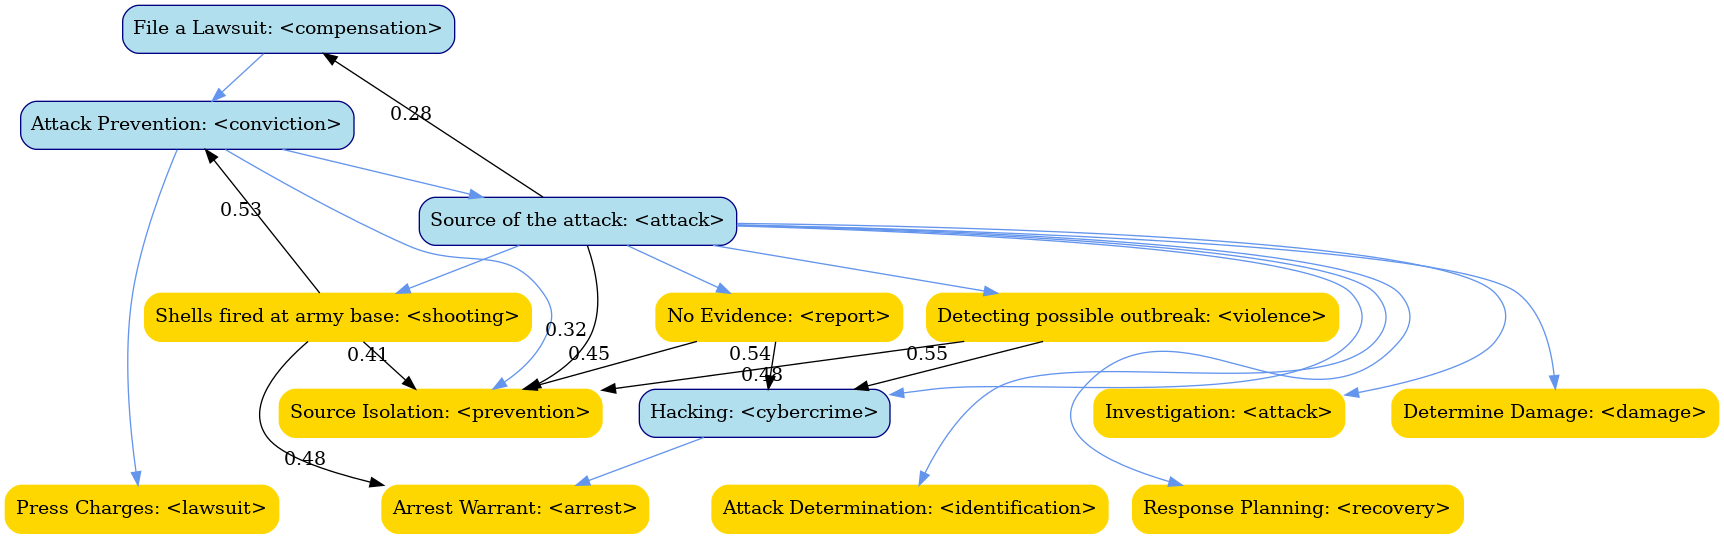 File a Lawsuit: <compensation>
0.28
Attack Prevention: <conviction>
0.53
Source of the attack: <attack>
Shells fired at army base: <shooting>
No Evidence: <report>
Detecting possible outbreak: <violence>
0.32
0.41
0.45
0.54
0.55
0.48
Source Isolation: <prevention>
Hacking: <cybercrime>
Investigation: <attack>
Determine Damage: <damage>
0.48
Press Charges: <lawsuit>
Arrest Warrant: <arrest>
Attack Determination: <identification>
Response Planning: <recovery>